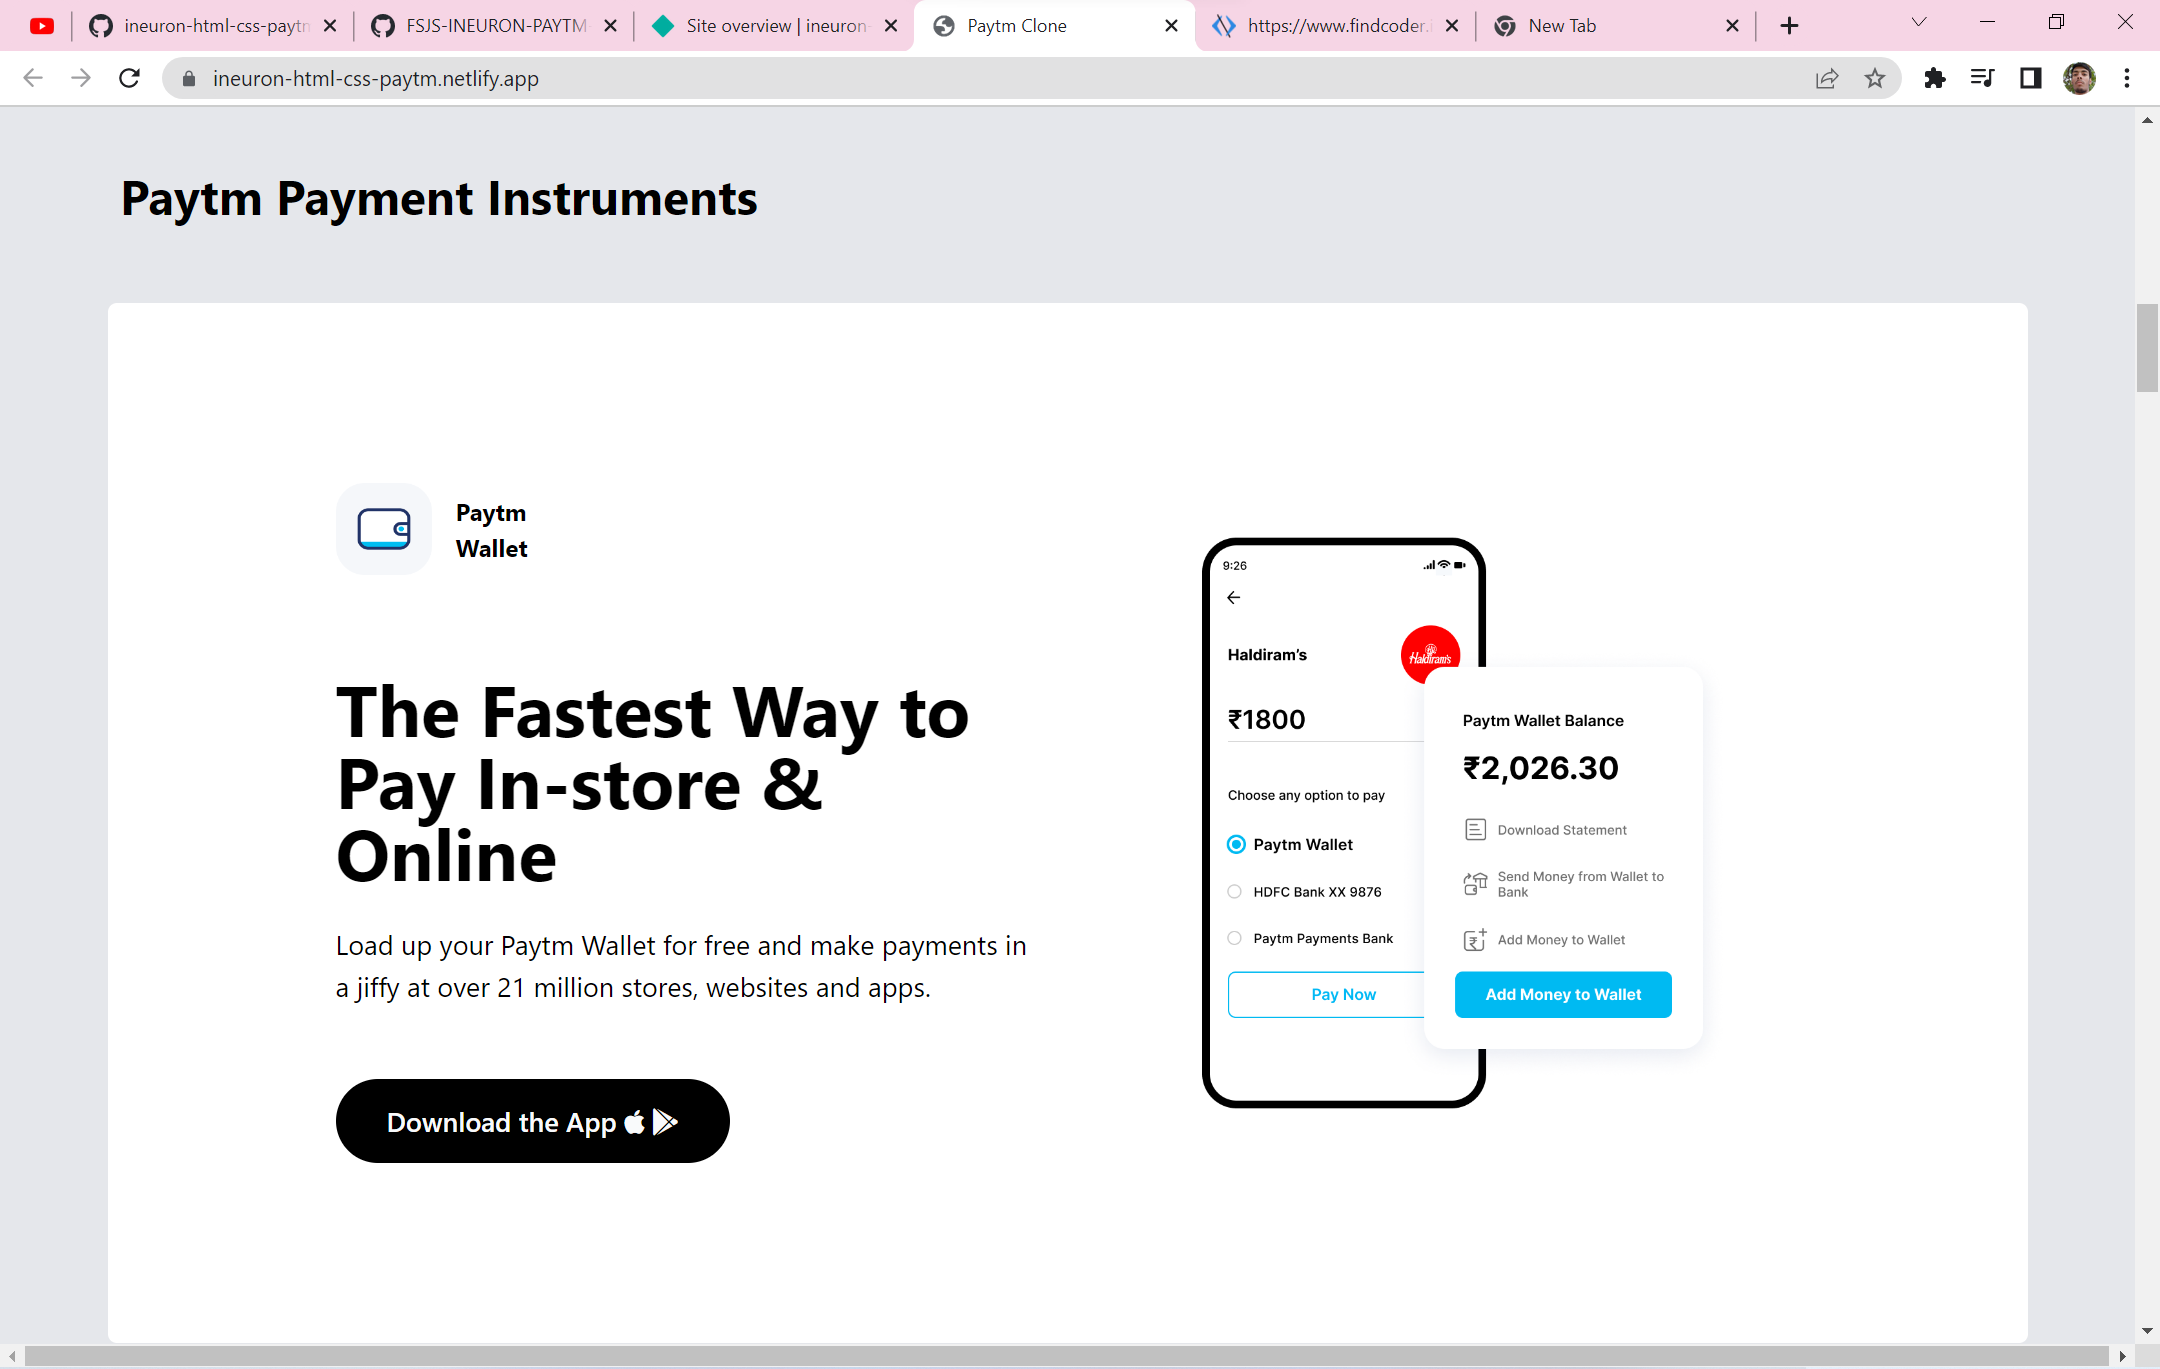 ineuron-html-css-paytm
FSJS-INEURON-PAYTM-
Site overview | ineuron-
Paytm Clone
https://www.findcoder.i
New Tab
ineuron-html-css-paytm.netlify.app
Paytm Payment Instruments
Paytm
Wallet
The Fastest Way to
Pay In-store &
Online
Load up your Paytm Wallet for free and make payments in
a jiffy at over 21 million stores, websites and apps.
Download the App
9:26
Haldiram's
Haldiram's
₹1800
Choose any option to pay
Paytm Wallet
HDFC Bank XX 9876
Paytm Payments Bank
Pay Now
Paytm Wallet Balance
₹2,026.30
Download Statement
Send Money from Wallet to
Bank
Add Money to Wallet
Add Money to Wallet